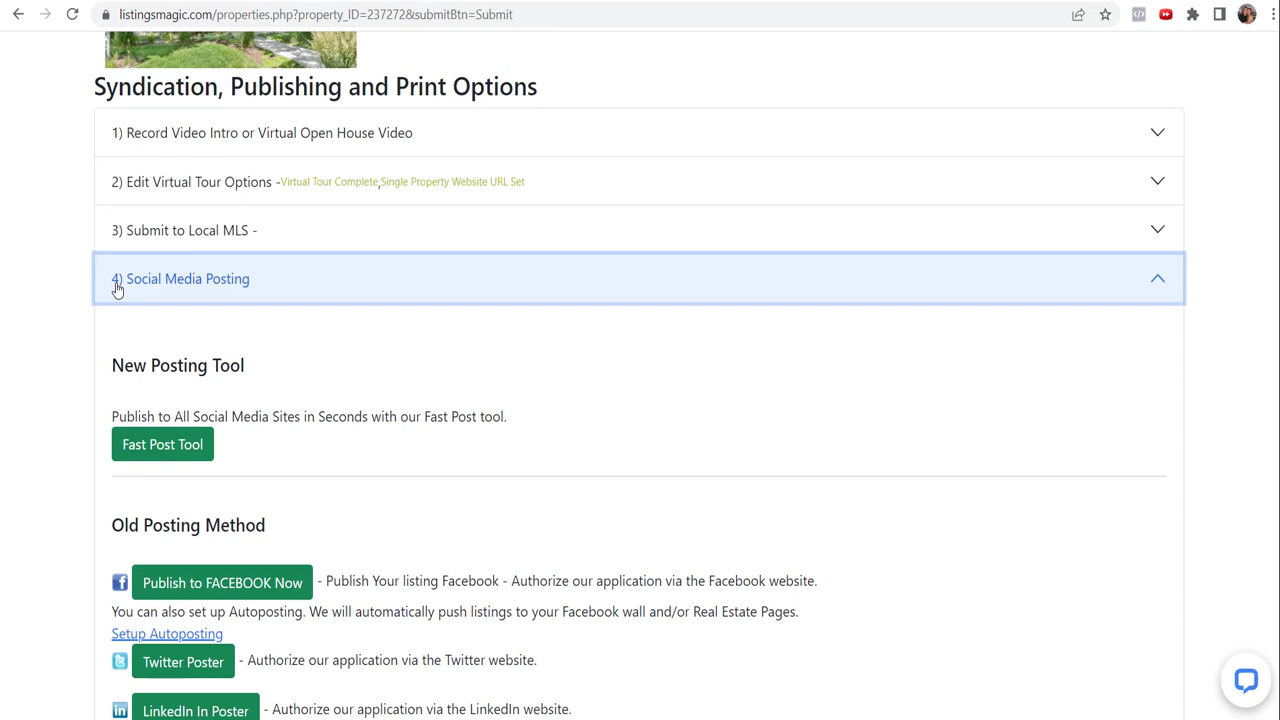 listingsmagic.com/properties.php?property_ID=237272&submitBtn=Submit
Syndication, Publishing and Print Options
1) Record Video Intro or Virtual Open House Video
2) Edit Virtual Tour Options -Virtual Tour Complete,Single Property Website URL Set
3) Submit to Local MLS -
4) Social Media Posting
New Posting Tool
Publish to All Social Media Sites in Seconds with our Fast Post tool.
Fast Post Tool
Old Posting Method
Publish to FACEBOOK Now - Publish Your listing Facebook - Authorize our application via the Facebook website.
You can also set up Autoposting. We will automatically push listings to your Facebook wall and/or Real Estate Pages.
Setup Autoposting
Twitter Poster - Authorize our application via the Twitter website.
LinkedIn In Poster - Authorize our application via the LinkedIn website.